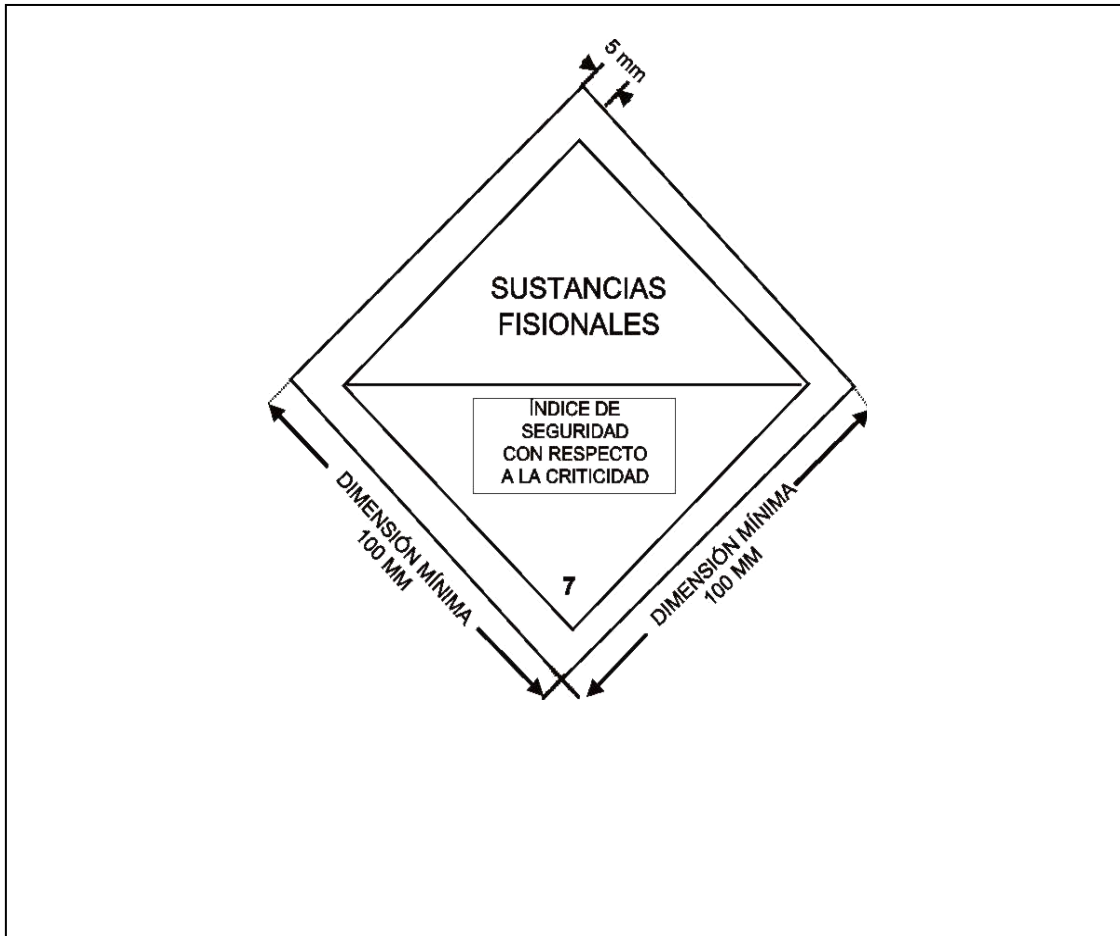 5 mm
SUSTANCIAS
FISIONALES
ÍNDICE DE
SEGURIDAD
CON RESPECTO
A LA CRITICIDAD
DIMENSIÓN MÍNIMA
100 MM
7
DIMENSIÓN MÍNIMA
100 MM